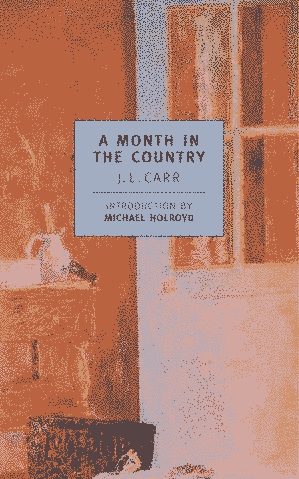 A MONTH IN
THE COUNTRY
J. L. CARR
INTRODUCTION BY
MICHAEL HOLROYD